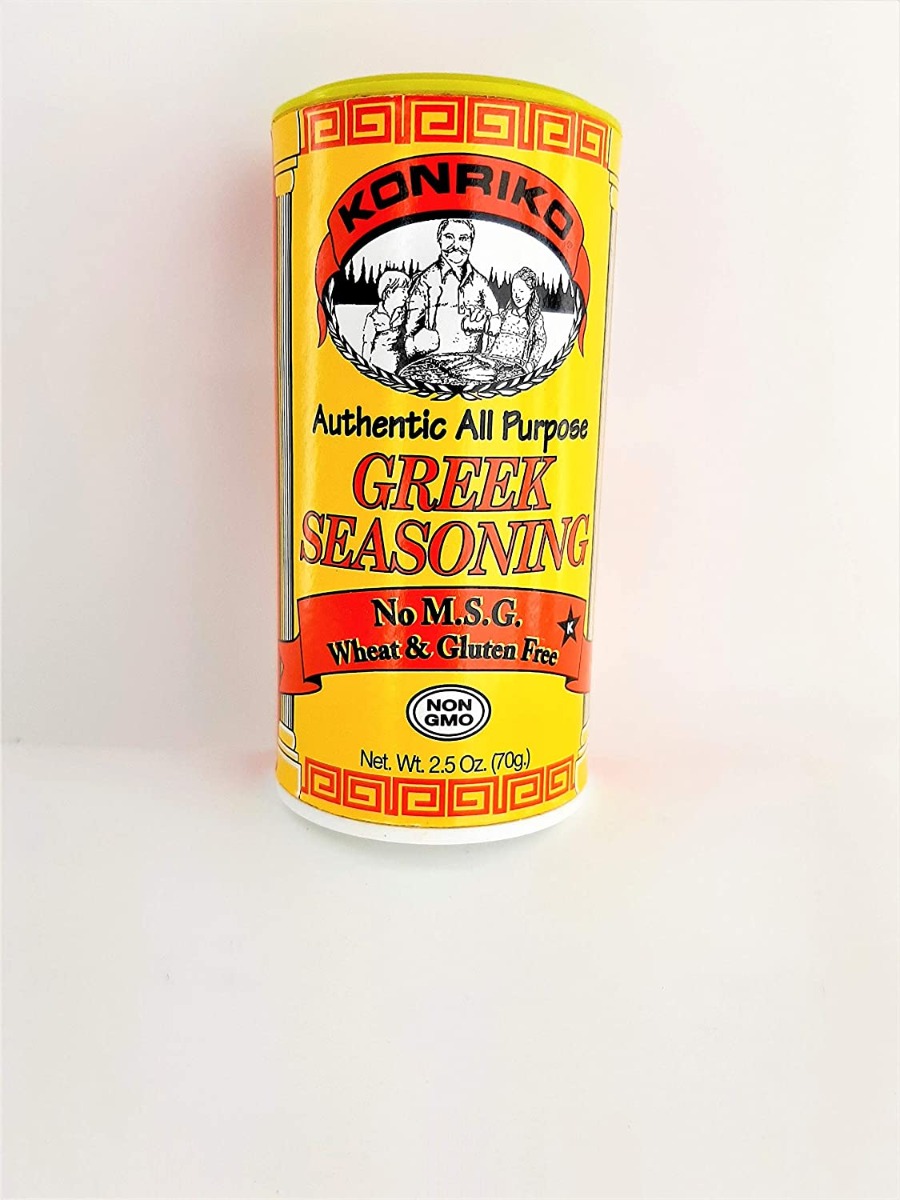 KONRIKO
Authentic All Purpose
GREEK
SEASONING
No M.S.G.
Wheat & Gluten Free
K
NON
GMO
Net. Wt. 2.5 Oz. (70g.)